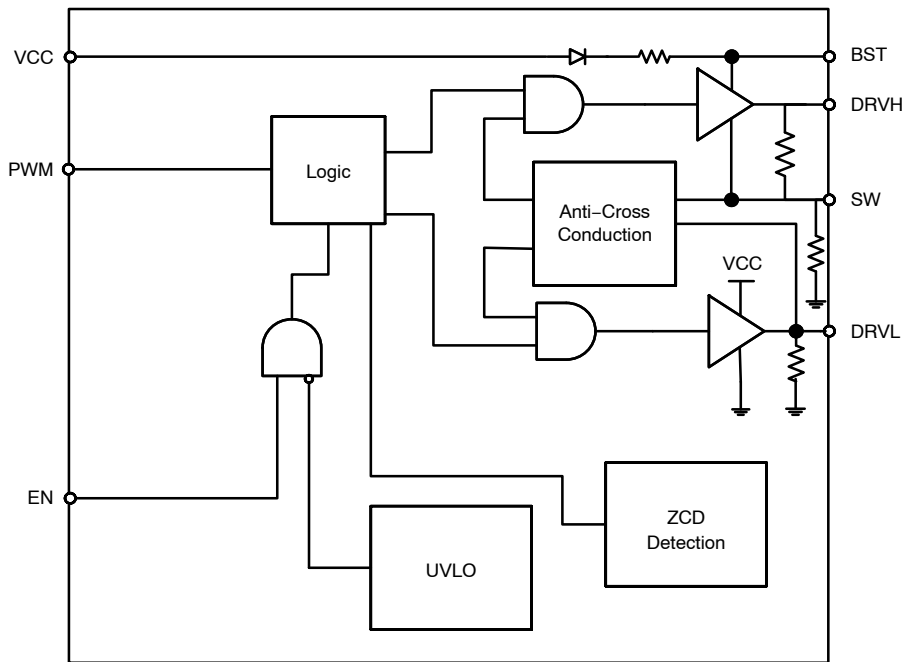 VCC
BST
DRVH
PWM
Logic
Anti−Cross
Conduction
SW
VCC
DRVL
EN
UVLO
ZCD
Detection